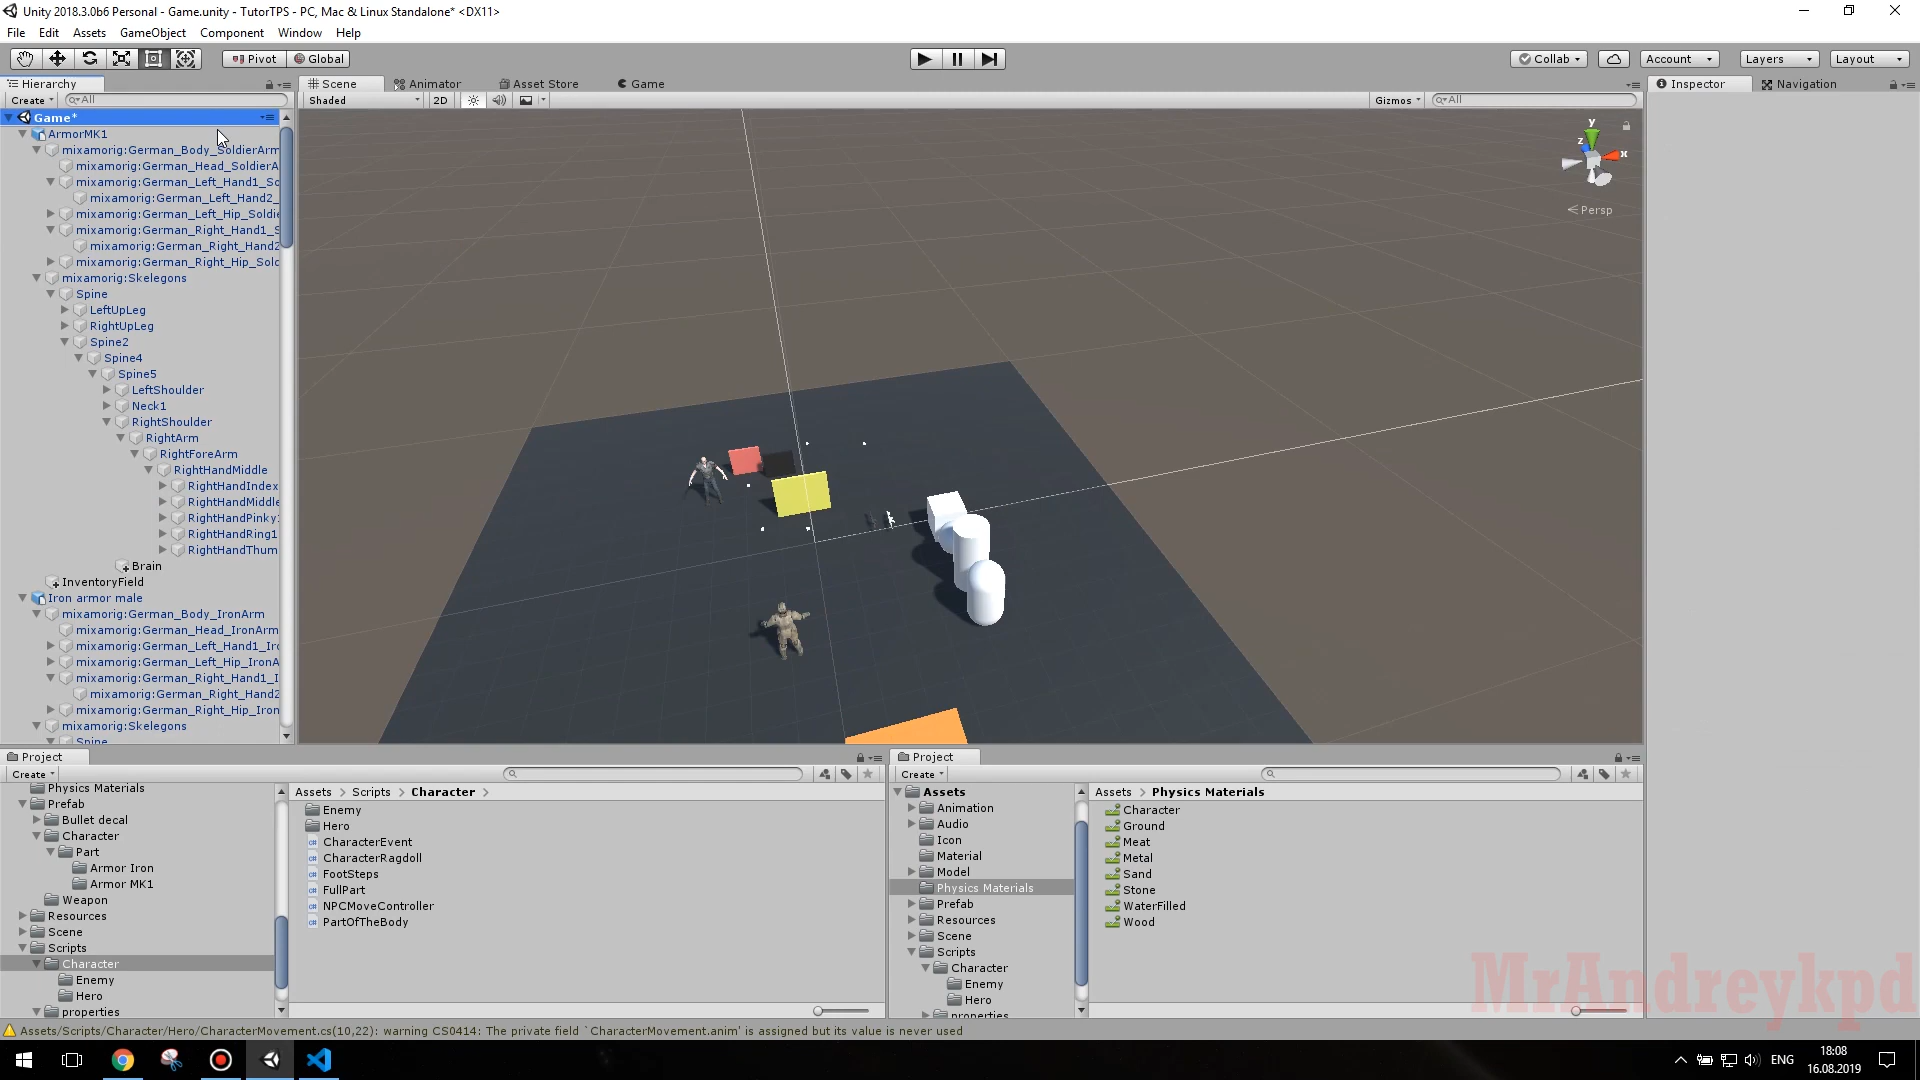 Unity 2018.3.0b6 Personal - Game.unity - TutorTPS - PC, Mac & Linux Standalone* <DX11>
File Edit Assets GameObject Component Window Help
Pivot Global Collab Account Layers Layout
Hierarchy Scene Animator Asset Store Game Inspector Navigation
Create All Shaded 2D Gizmos All
Game*
ArmorMK1
mixamorig:German_Body_SoldierArm
mixamorig:German_Head_SoldierA
mixamorig:German_Left_Hand1_So
mixamorig:German_Left_Hand2_
mixamorig:German_Left_Hip_Soldie
mixamorig:German_Right_Hand1_S
mixamorig:German_Right_Hand2
mixamorig:German_Right_Hip_Sold
mixamorig:Skelegons
Spine
LeftUpLeg
RightUpLeg
Spine2
Spine4
Spine5
LeftShoulder
Neck1
RightShoulder
RightArm
RightForeArm
RightHandMiddle
RightHandIndex
RightHandMiddle
RightHandPinky1
RightHandRing1
RightHandThum
Brain
InventoryField
Iron armor male
mixamorig:German_Body_IronArm
mixamorig:German_Head_IronArm
mixamorig:German_Left_Hand1_Iro
mixamorig:German_Left_Hip_IronA
mixamorig:German_Right_Hand1_I
mixamorig:German_Right_Hand2
mixamorig:German_Right_Hip_Iron
mixamorig:Skelegons
Spine
y
z
x
Persp
Project
Create
Physics Materials
Prefab
Bullet decal
Character
Part
Armor Iron
Armor MK1
Weapon
Resources
Scene
Scripts
Character
Enemy
Hero
properties
Assets > Scripts > Character >
Enemy
Hero
CharacterEvent
CharacterRagdoll
FootSteps
FullPart
NPCMoveController
PartOfTheBody
Project
Create
Assets
Animation
Audio
Icon
Material
Model
Physics Materials
Prefab
Resources
Scene
Scripts
Character
Enemy
Hero
properties
Assets > Physics Materials
Character
Ground
Meat
Metal
Sand
Stone
WaterFilled
Wood
MrAndreykpd
Assets/Scripts/Character/Hero/CharacterMovement.cs(10,22): warning CS0414: The private field `CharacterMovement.anim' is assigned but its value is never used
ENG
18:08
16.08.2019